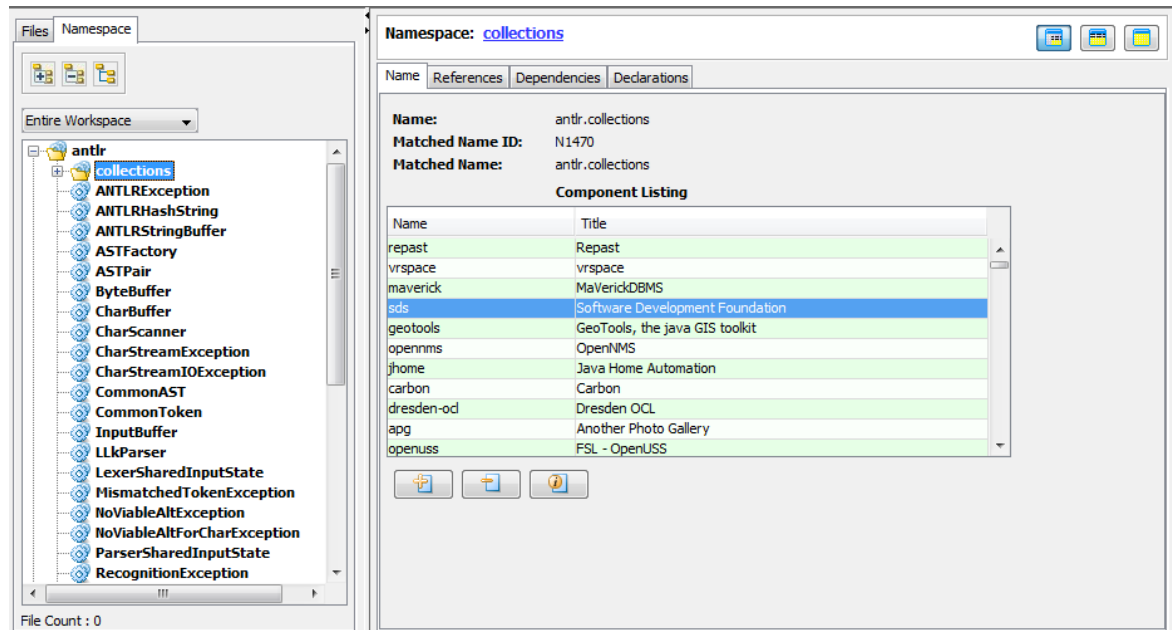 Files Namespace
Entire Workspace
antlr
collections
ANTLRException
ANTLRHashString
ANTLRStringBuffer
ASTFactory
ASTPair
ByteBuffer
CharBuffer
CharScanner
CharStreamException
CharStreamIOException
CommonAST
CommonToken
InputBuffer
LLkParser
LexerSharedInputState
MismatchedTokenException
NoViableAltException
NoViableAltForCharException
ParserSharedInputState
RecognitionException
File Count : 0
Namespace: collections
Name References Dependencies Declarations
Name: antlr.collections
Matched Name ID: N1470
Matched Name: antlr.collections
Component Listing
Name Title
repast Repast
vrspace vrspace
maverick MaVerickDBMS
sds Software Development Foundation
geotools GeoTools, the java GIS toolkit
opennms OpenNMS
jhome Java Home Automation
carbon Carbon
dresden-ocl Dresden OCL
apg Another Photo Gallery
openuss FSL - OpenUSS